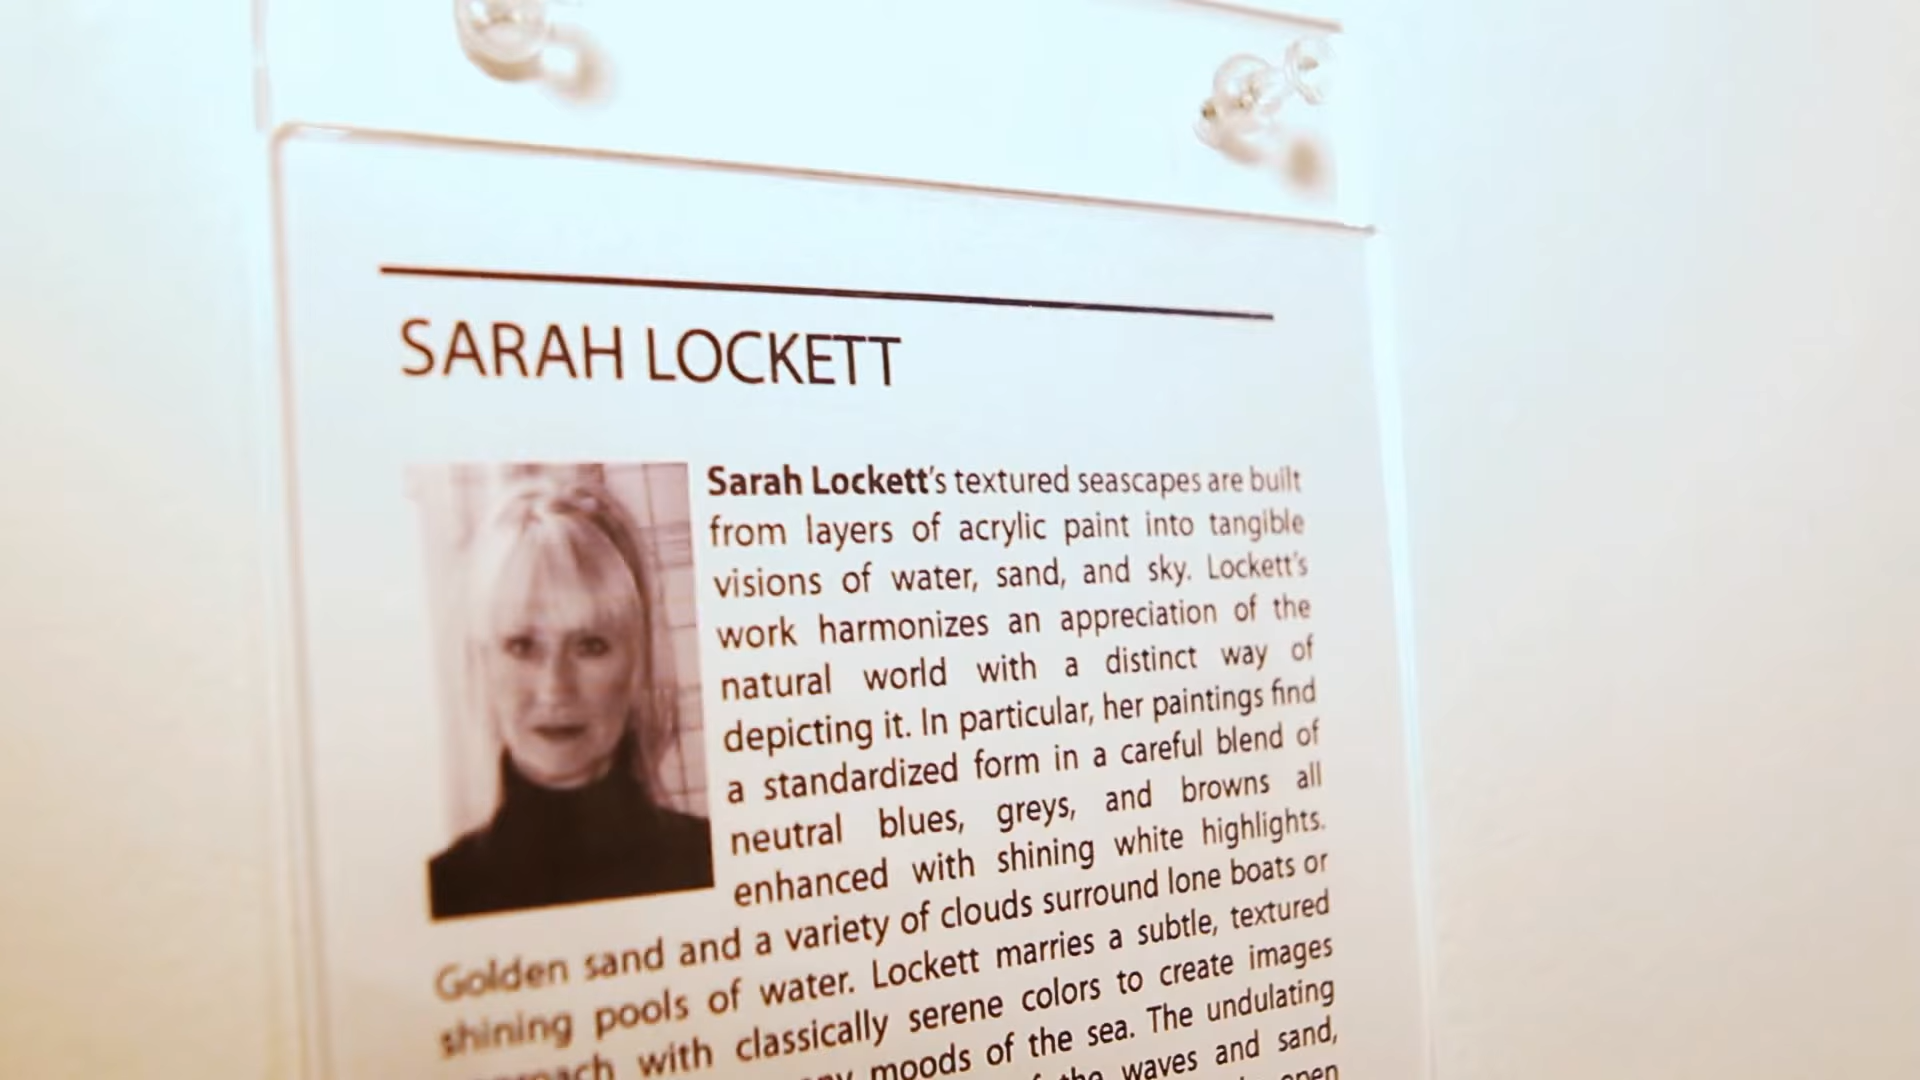 SARAH LOCKETT
Sarah Lockett's textured seascapes are built
from layers of acrylic paint into tangible
visions of water, sand, and sky. Lockett's
work harmonizes an appreciation of the
natural world with a distinct way of
depicting it. In particular, her paintings find
a standardized form in a careful blend of
neutral blues, greys, and browns all
enhanced with shining white highlights.
Golden sand and a variety of clouds surround lone boats or
shining pools of water. Lockett marries a subtle, textured
with classically serene colors to create images
moods of the sea. The undulating
the waves and sand,
open